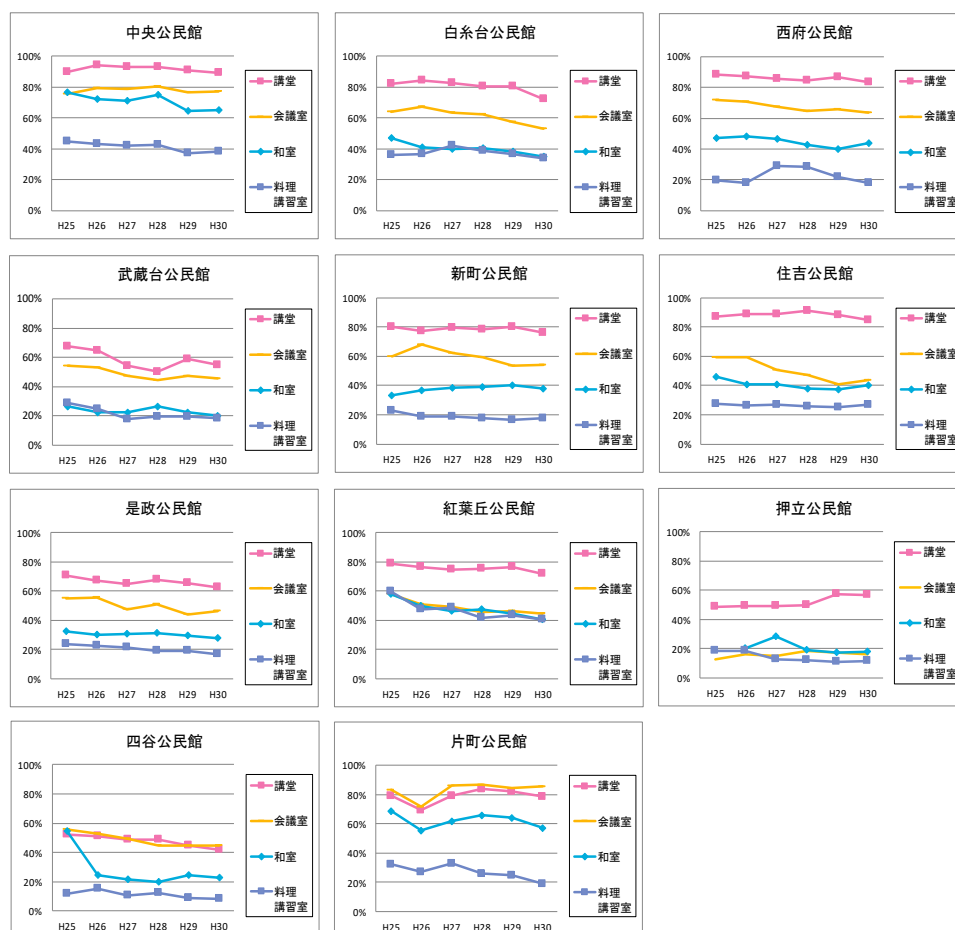 中央公民館
100%
80%
60%
40%
20%
0%
H25 H26 H27 H28 H29 H30
講堂
会議室
和室
料理
講習室
白糸台公民館
100%
80%
60%
40%
20%
0%
H25 H26 H27 H28 H29 H30
講堂
会議室
和室
料理
講習室
西府公民館
100%
80%
60%
40%
20%
0%
H25 H26 H27 H28 H29 H30
講堂
会議室
和室
料理
講習室
武蔵台公民館
100%
80%
60%
40%
20%
0%
H25 H26 H27 H28 H29 H30
講堂
会議室
和室
料理
講習室
新町公民館
100%
80%
60%
40%
20%
0%
H25 H26 H27 H28 H29 H30
講堂
会議室
和室
料理
講習室
住吉公民館
100%
80%
60%
40%
20%
0%
H25 H26 H27 H28 H29 H30
講堂
会議室
和室
料理
講習室
是政公民館
100%
80%
60%
40%
20%
0%
H25 H26 H27 H28 H29 H30
講堂
会議室
和室
料理
講習室
紅葉丘公民館
100%
80%
60%
40%
20%
0%
H25 H26 H27 H28 H29 H30
講堂
会議室
和室
料理
講習室
押立公民館
100%
80%
60%
40%
20%
0%
H25 H26 H27 H28 H29 H30
講堂
会議室
和室
料理
講習室
四谷公民館
100%
80%
60%
40%
20%
0%
H25 H26 H27 H28 H29 H30
講堂
会議室
和室
料理
講習室
片町公民館
100%
80%
60%
40%
20%
0%
H25 H26 H27 H28 H29 H30
講堂
会議室
和室
料理
講習室